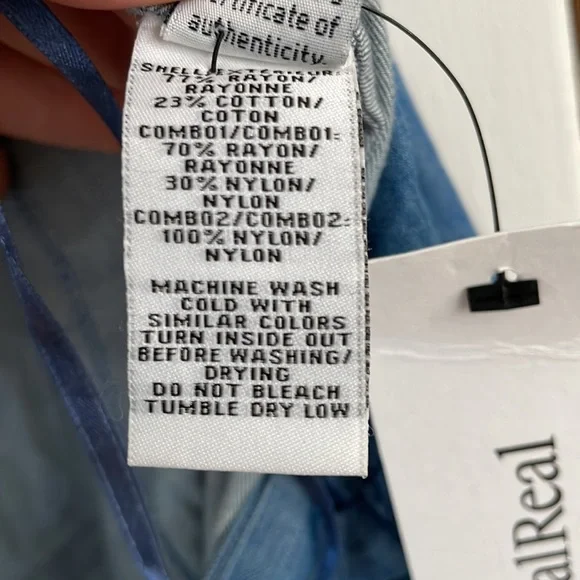 certificate of
authenticity.
SHELL/EXTERIEUR:
77% RAYON/
RAYONNE
23% COTTON/
COTON
COMBO1/COMBO1:
70% RAYON/
RAYONNE
30% NYLON/
NYLON
COMBO2/COMBO2:
100% NYLON/
NYLON
MACHINE WASH
COLD WITH
SIMILAR COLORS
TURN INSIDE OUT
BEFORE WASHING/
DRYING
DO NOT BLEACH
TUMBLE DRY LOW
alReal